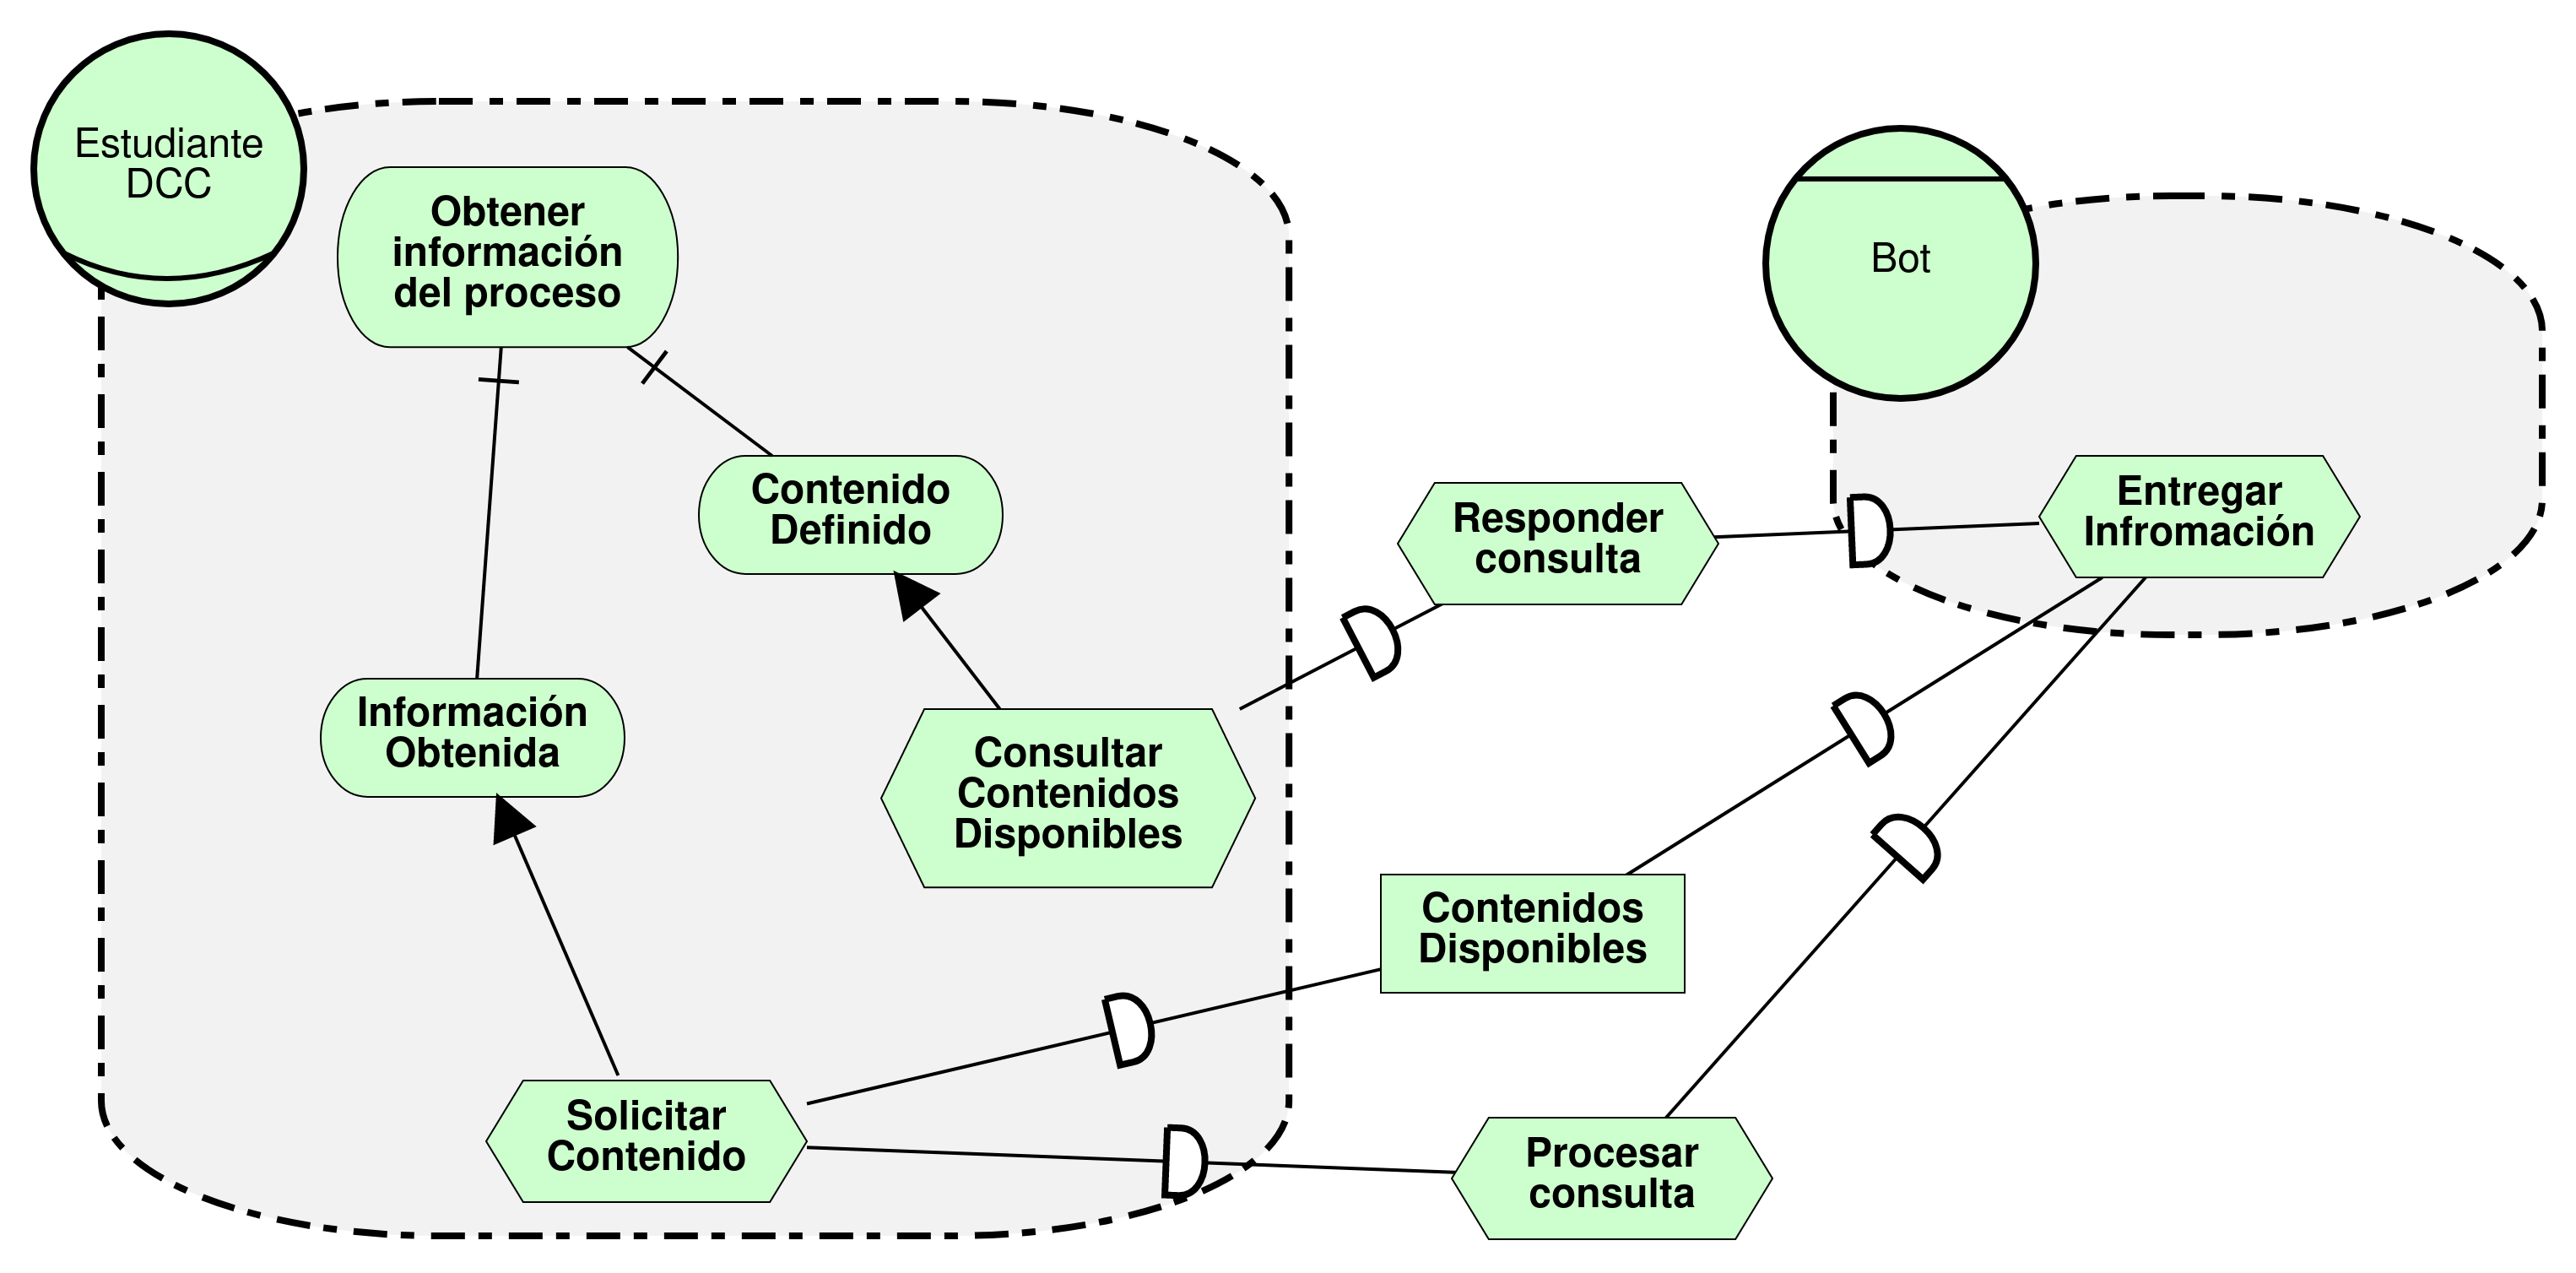 Estudiante
DCC
Obtener
información
del proceso
Bot
Contenido
Definido
Responder
consulta
Entregar
Infromación
Información
Obtenida
Consultar
Contenidos
Disponibles
Contenidos
Disponibles
Solicitar
Contenido
Procesar
consulta